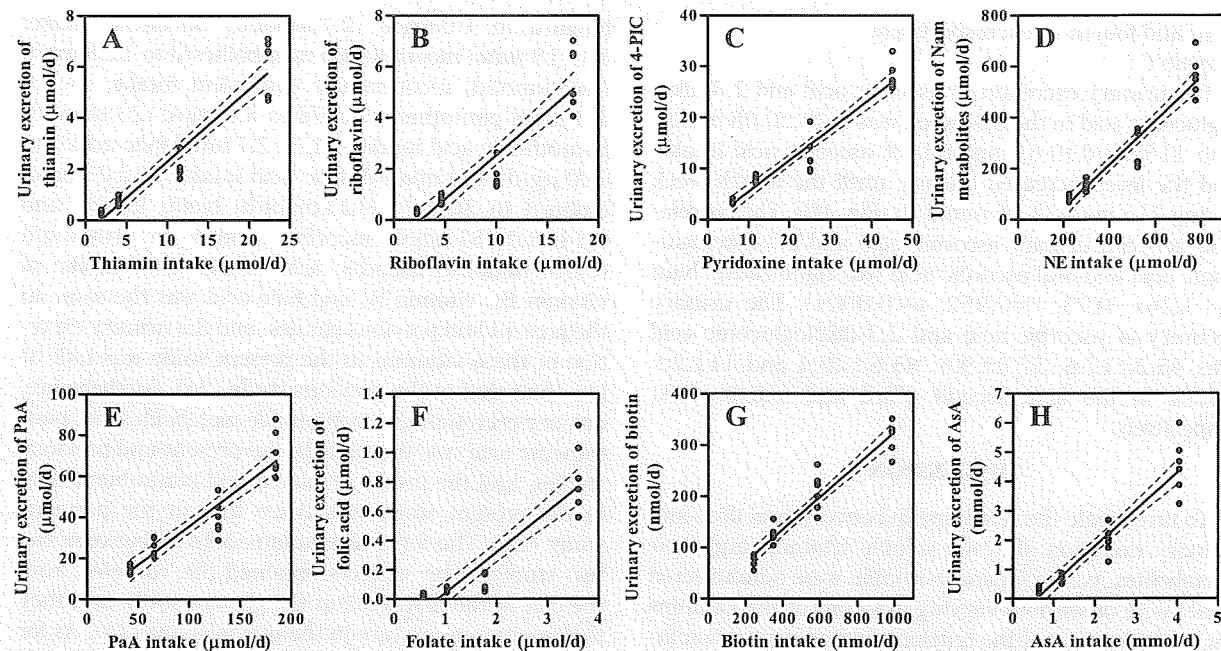 A
Urinary excretion of
thiamin (μmol/d)
8
6
4
2
0
0 5 10 15 20 25
Thiamin intake (μmol/d)
B
Urinary excretion of
riboflavin (μmol/d)
8
6
4
2
0
0 5 10 15 20
Riboflavin intake (μmol/d)
C
Urinary excretion of 4-PIC
(μmol/d)
40
30
20
10
0
0 10 20 30 40 50
Pyridoxine intake (μmol/d)
D
Urinary excretion of Nam
metabolites (μmol/d)
800
600
400
200
0
0 200 400 600 800
NE intake (μmol/d)
E
Urinary excretion of PaA
(μmol/d)
100
80
60
40
20
0
0 50 100 150 200
PaA intake (μmol/d)
F
Urinary excretion of
folic acid (μmol/d)
1.4
1.2
1.0
0.8
0.6
0.4
0.2
0.0
0 1 2 3 4
Folate intake (μmol/d)
G
Urinary excretion of biotin
(nmol/d)
400
300
200
100
0
0 200 400 600 800 1000
Biotin intake (nmol/d)
H
Urinary excretion of AsA
(mmol/d)
7
6
5
4
3
2
1
0
0 1 2 3 4 5
AsA intake (mmol/d)